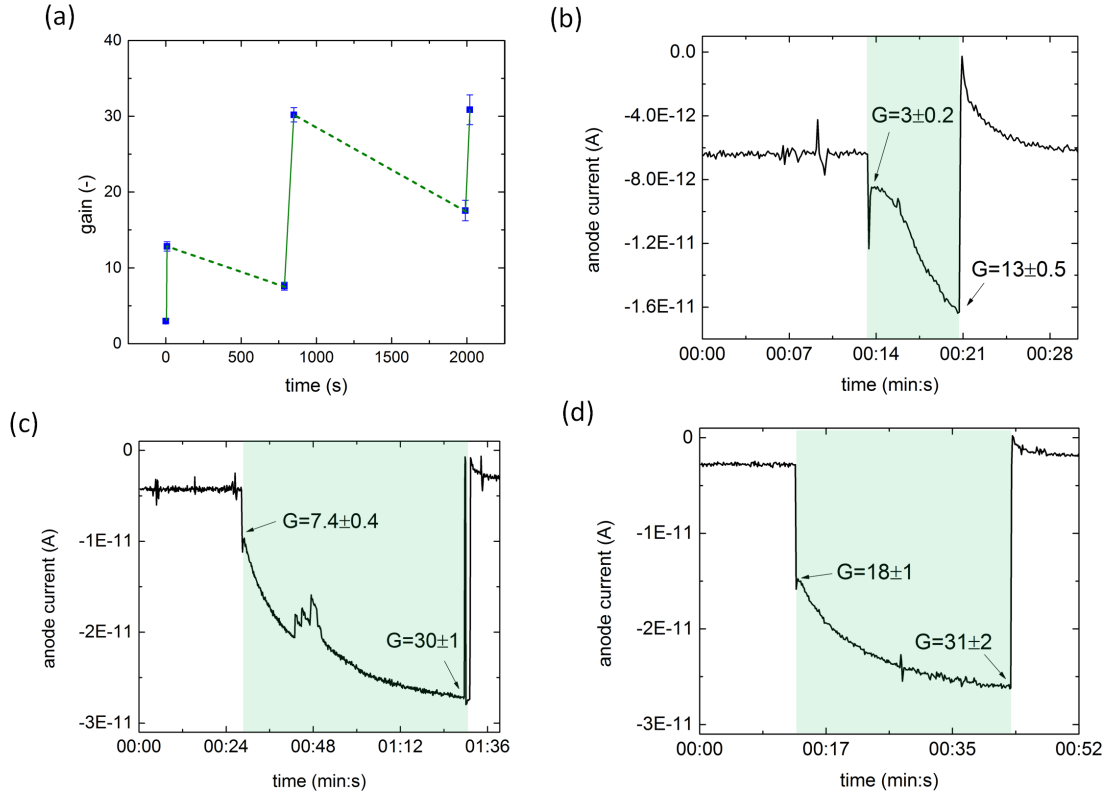 (a)
40
30
20
10
0
gain (-)
0 500 1000 1500 2000
time (s)
(b)
0.0
-4.0E-12
-8.0E-12
-1.2E-11
-1.6E-11
anode current (A)
G=3±0.2
G=13±0.5
00:00 00:07 00:14 00:21 00:28
time (min:s)
(c)
0
-1E-11
-2E-11
-3E-11
anode current (A)
G=7.4±0.4
G=30±1
00:00 00:24 00:48 01:12 01:36
time (min:s)
(d)
0
-1E-11
-2E-11
-3E-11
anode current (A)
G=18±1
G=31±2
00:00 00:17 00:35 00:52
time (min:s)